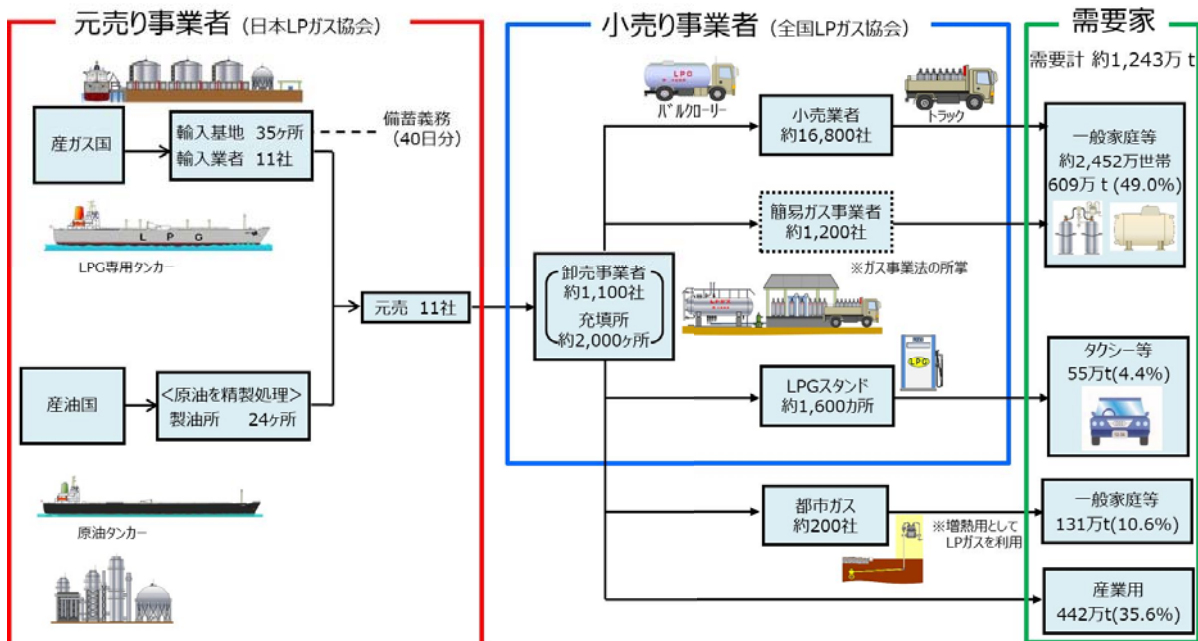 元売り事業者(日本LPガス協会)
産ガス国
輸入基地 35ヶ所
輸入業者 11社
備蓄義務
(40日分)
LPG
LPG専用タンカー
元売 11社
産油国
<原油を精製処理>
製油所 24ヶ所
原油タンカー
小売り事業者(全国LPガス協会)
LPG
バルクローリー
トラック
小売業者
約16,800社
簡易ガス事業者
約1,200社
※ガス事業法の所掌
卸売事業者
約1,100社
充填所
約2,000ヶ所
LPガス
LPG
LPGスタンド
約1,600カ所
都市ガス
約200社
※増熱用として
LPガスを利用
需要家
需要計 約1,243万t
一般家庭等
約2,452万世帯
609万t(49.0%)
タクシー等
55万t(4.4%)
一般家庭等
131万t(10.6%)
産業用
442万t(35.6%)